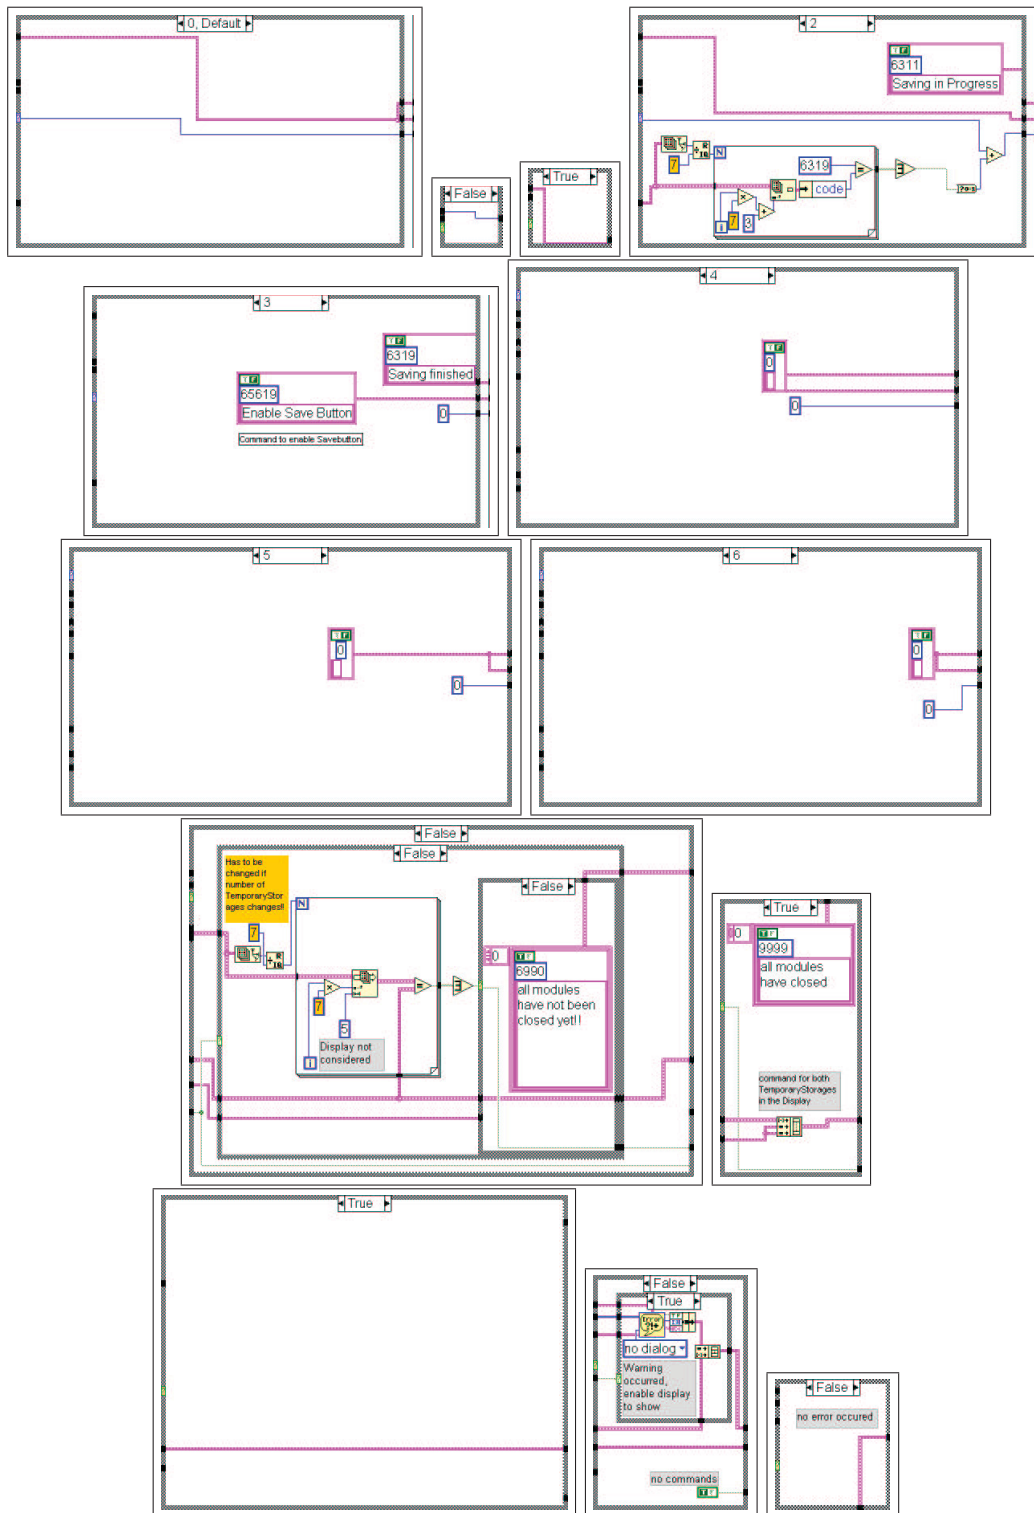 0, Default
2
6311
Saving in Progress
False
True
7
N
6319
=
code
i
7
3
3
6319
Saving finished
65619
Enable Save Button
0
Command to enable Savebutton
4
0
0
5
0
0
6
0
0
False
False
Has to be
changed if
number of
TemporaryStor
ages changes!!
7
N
7
5
i
Display not
considered
False
0
6990
all modules
have not been
closed yet!!
True
0
9999
all modules
have closed
command for both
TemporaryStorages
in the Display
True
False
True
no dialog
Warning
occurred,
enable display
to show
no commands
False
no error occured